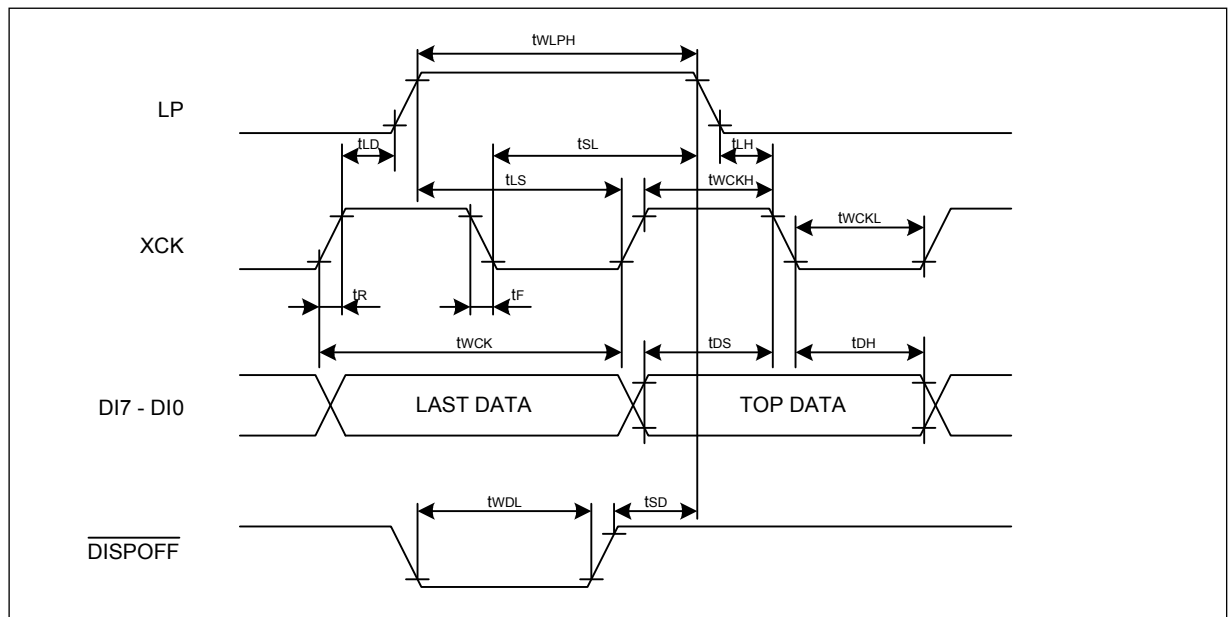 tWLPH
LP
tLD
tSL
tLH
tLS
tWCKH
XCK
tWCKL
tR
tF
tWCK
tDS
tDH
DI7 - DI0
LAST DATA
TOP DATA
tWDL
tSD
DISPOFF